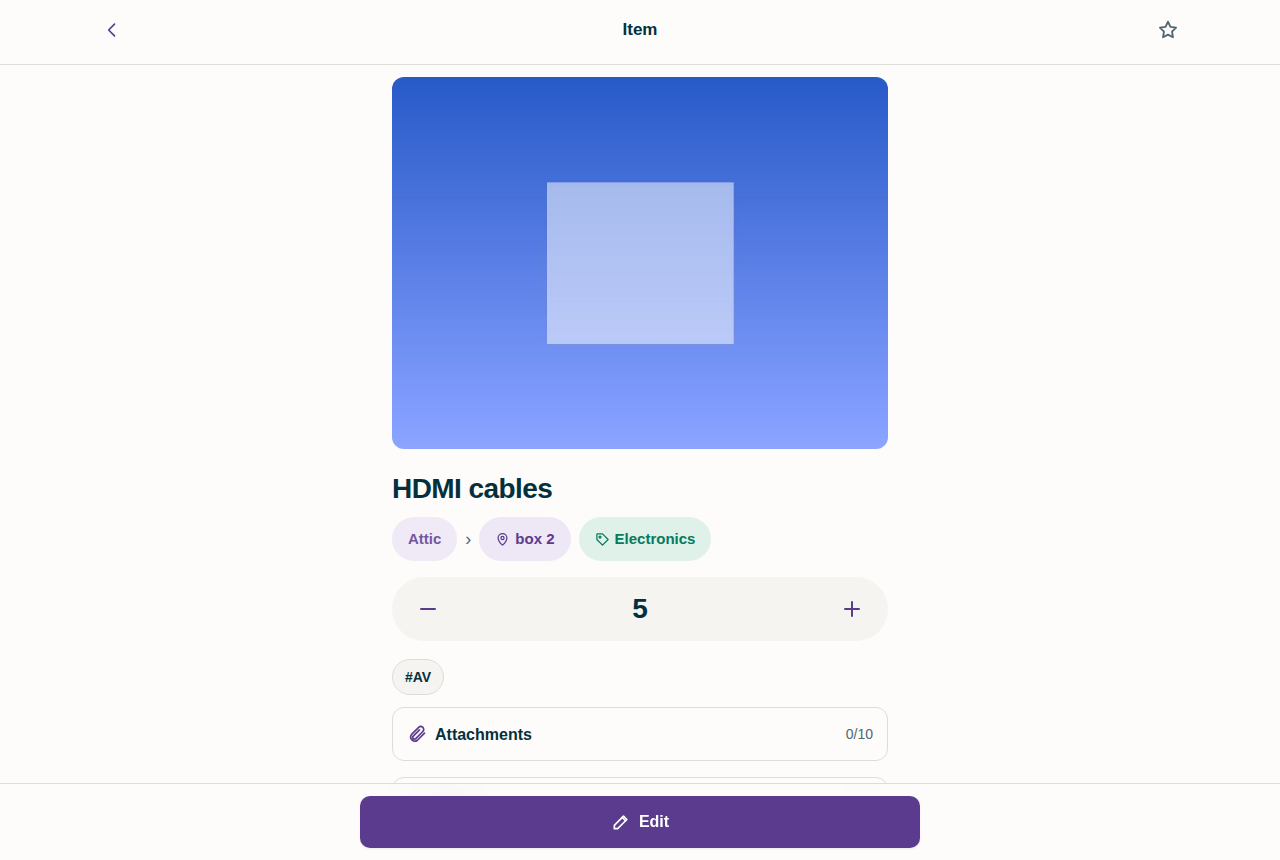 Item
HDMI cables
Attic › box 2 Electronics
5
#AV
Attachments 0/10
Edit